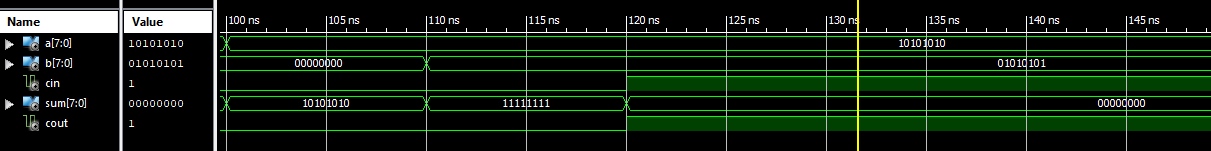 Name Value 100 ns 105 ns 110 ns 115 ns 120 ns 125 ns 130 ns 135 ns 140 ns 145 ns
a[7:0] 10101010 10101010
b[7:0] 01010101 00000000 01010101
cin 1
sum[7:0] 00000000 10101010 11111111 00000000
cout 1